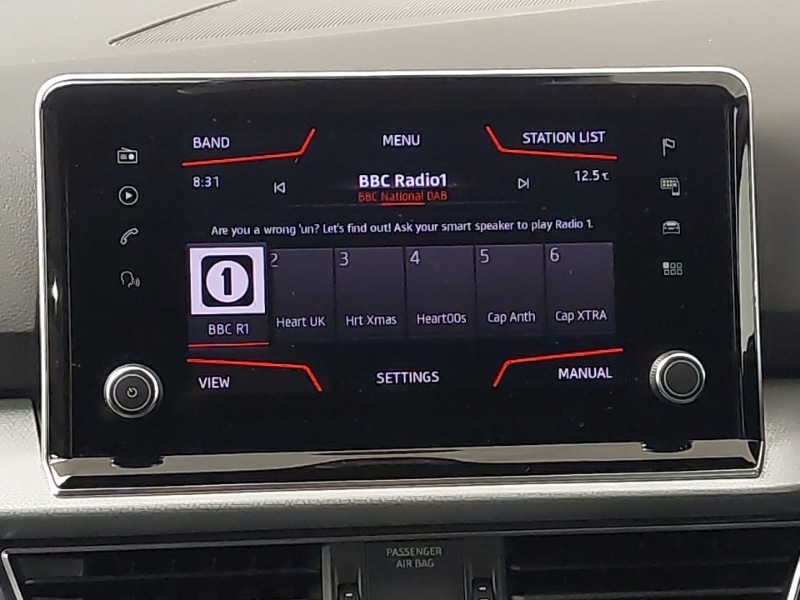 BAND
MENU
STATION LIST
8:31
BBC Radio1
12.5℃
BBC National DAB
Are you a wrong 'un? Let's find out! Ask your smart speaker to play Radio 1.
1
2
3
4
5
6
BBC R1
Heart UK
Hrt Xmas
Heart00s
Cap Anth
Cap XTRA
VIEW
SETTINGS
MANUAL
PASSENGER
AIR BAG